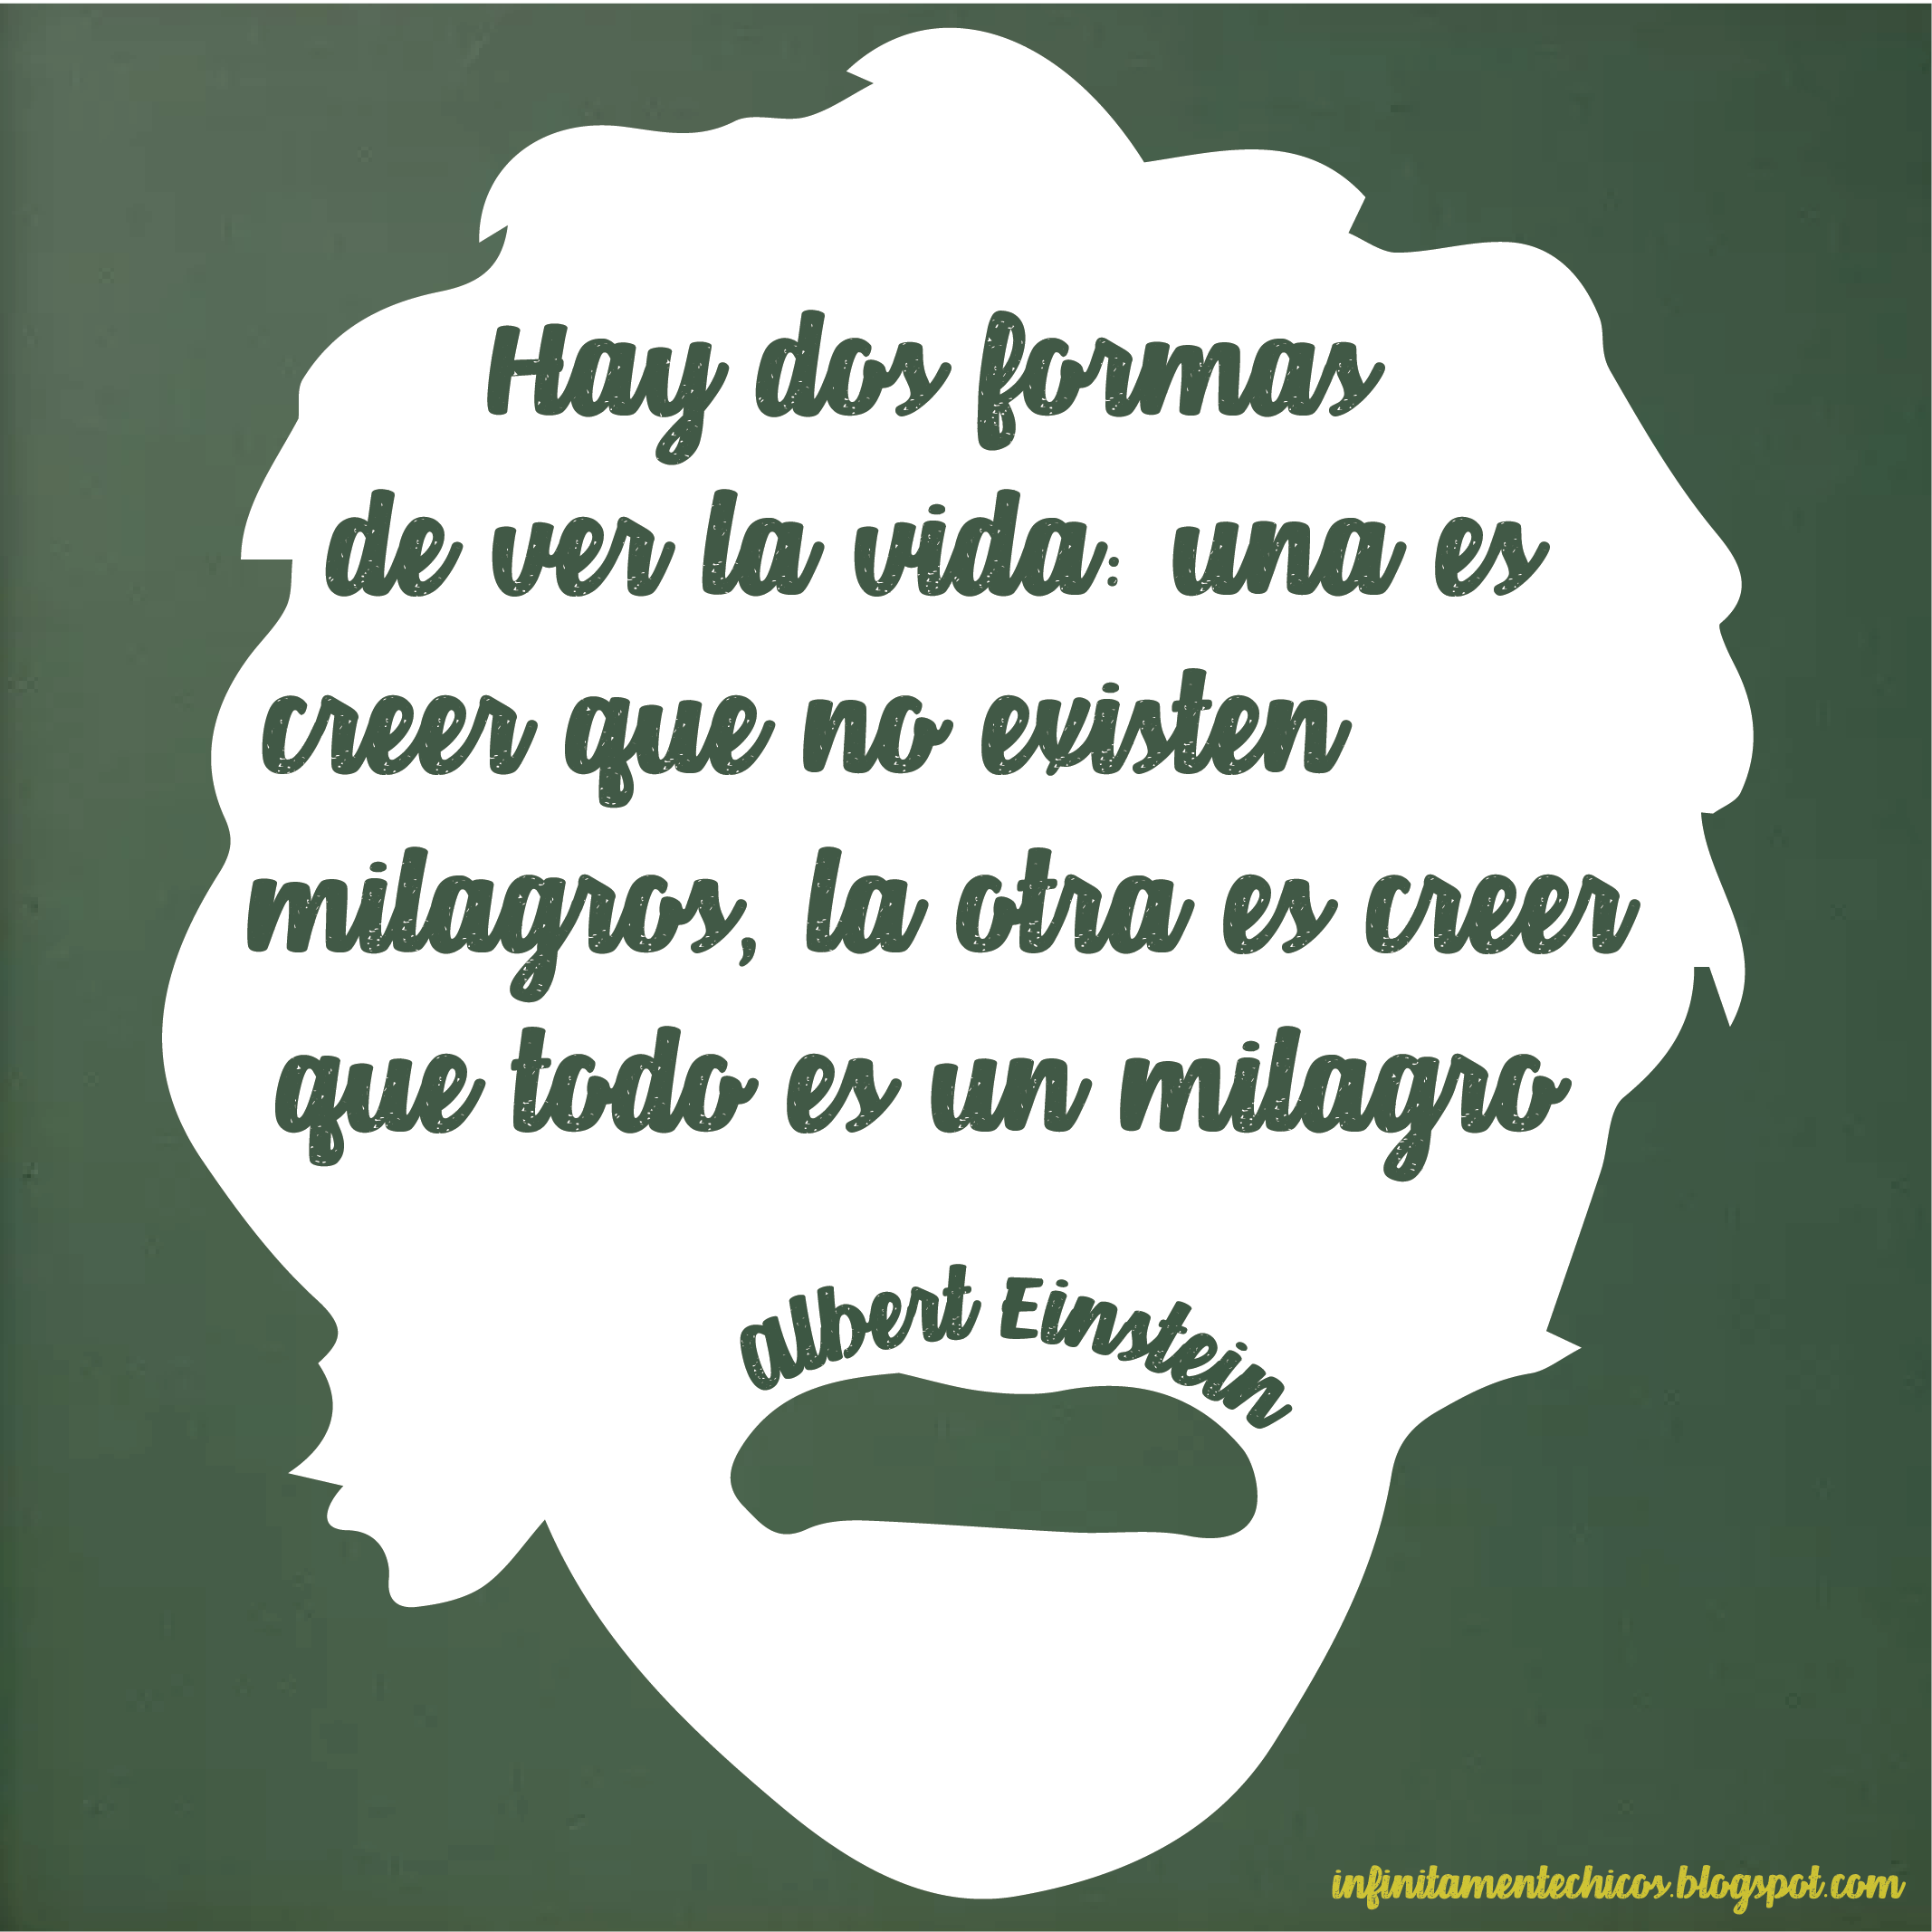 Hay dos formas
de ver la vida: una es
creer que no existen
milagros, la otra es creer
que todo es un milagro
Albert Einstein
infinitamentechicos.blogspot.com